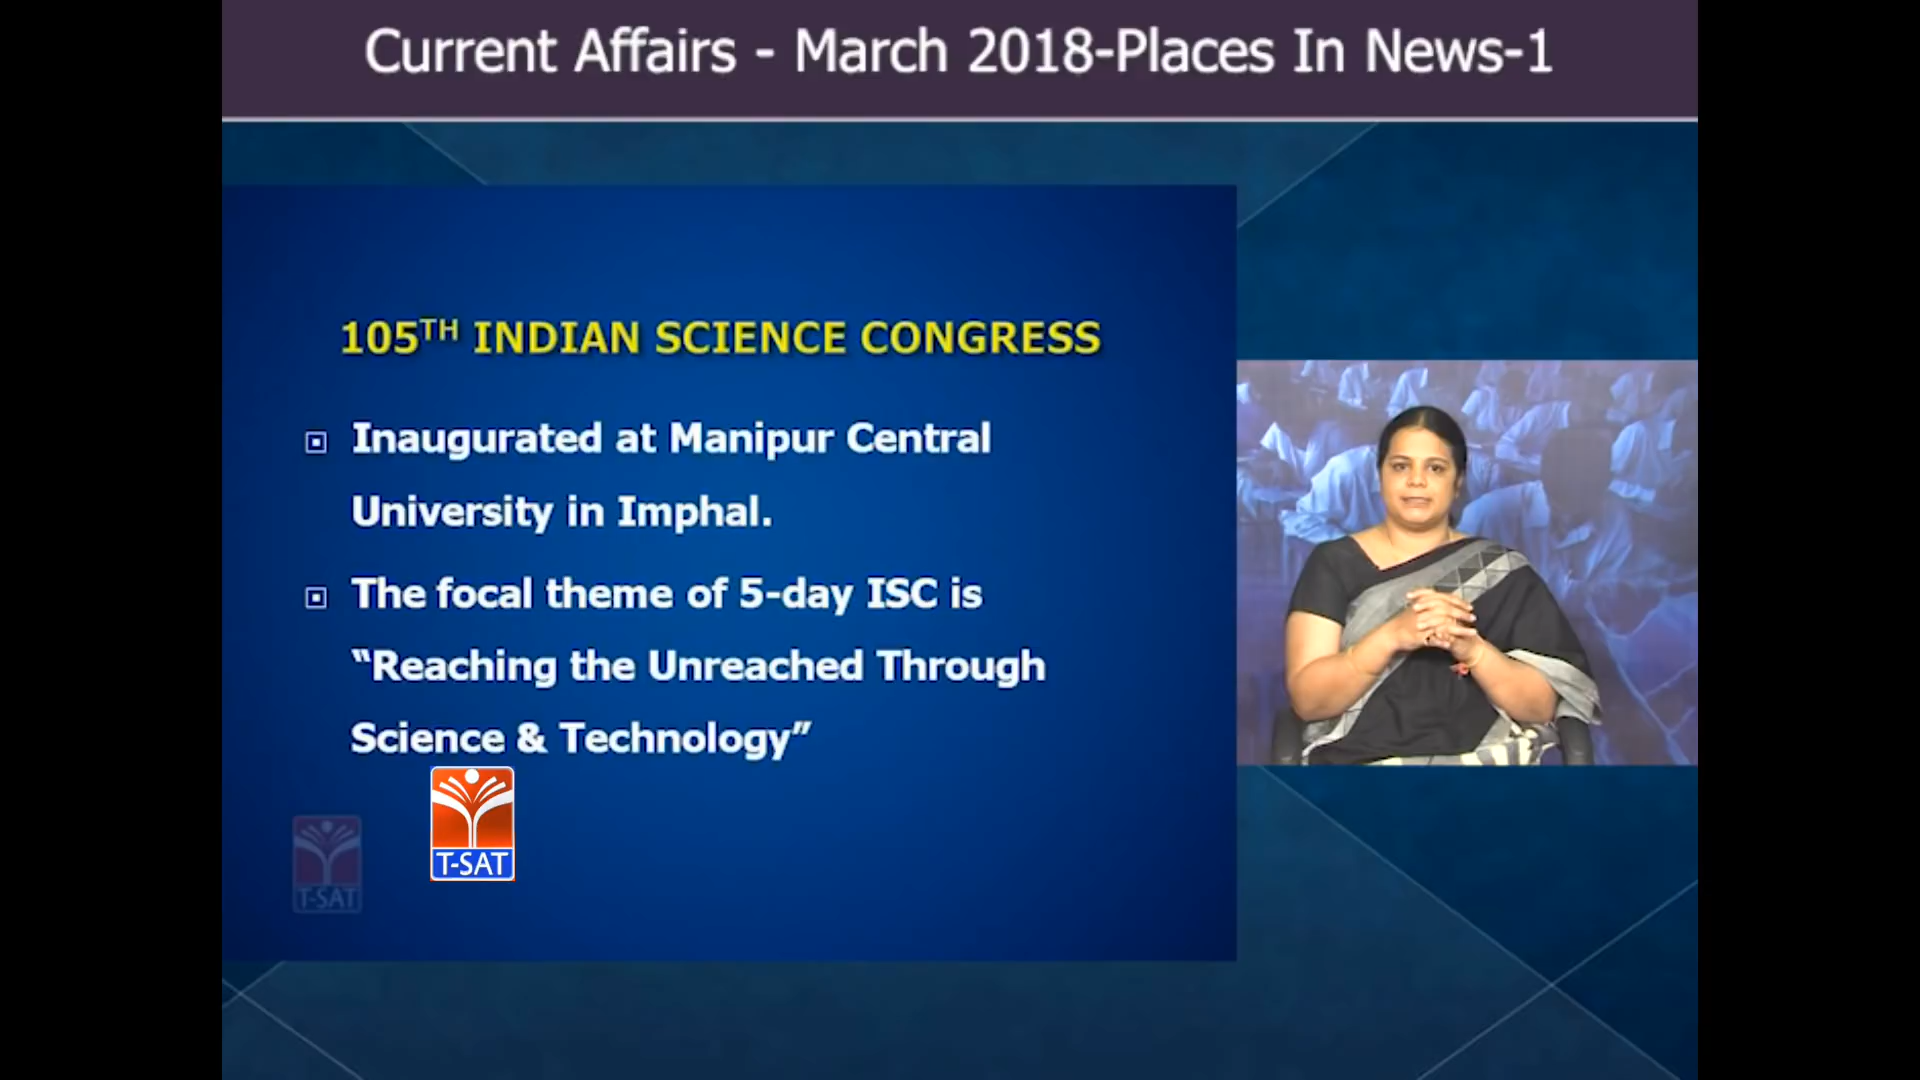 Current Affairs - March 2018-Places In News-1
105TH INDIAN SCIENCE CONGRESS
Inaugurated at Manipur Central
University in Imphal.
The focal theme of 5-day ISC is
“Reaching the Unreached Through
Science & Technology”
T-SAT
T-SAT